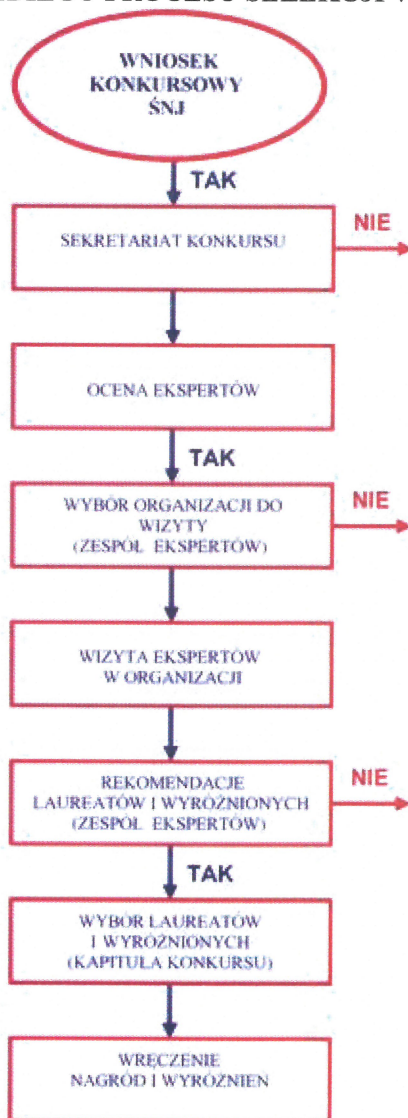 WNIOSEK
KONKURSOWY
ŚNJ
TAK
SEKRETARIAT KONKURSU
NIE
OCENA EKSPERTÓW
TAK
WYBÓR ORGANIZACJI DO
WIZYTY
(ZESPÓŁ EKSPERTÓW)
NIE
WIZYTA EKSPERTÓW
W ORGANIZACJI
REKOMENDACJE
LAUREATÓW I WYRÓŻNIONYCH
(ZESPÓŁ EKSPERTÓW)
NIE
TAK
WYBÓR LAUREATÓW
I WYRÓŻNIONYCH
(KAPITUŁA KONKURSU)
WRĘCZENIE
NAGRÓD I WYRÓŻNIEŃ